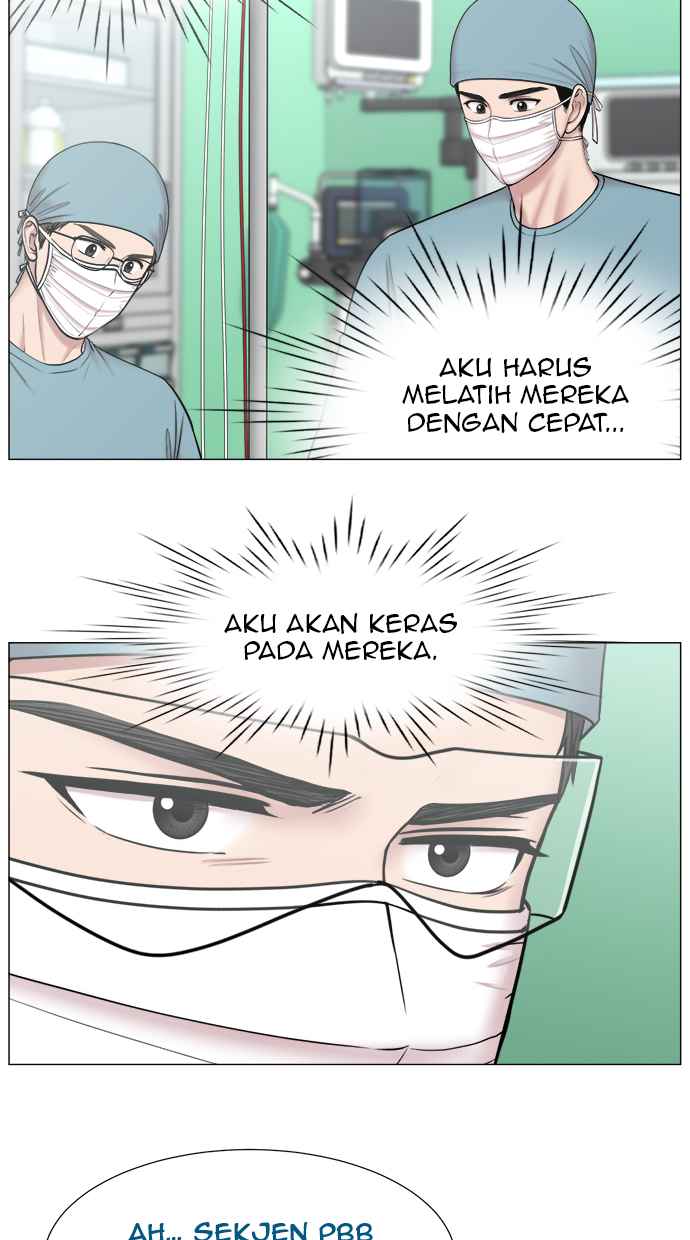 AKU HARUS
MELATIH MEREKA
DENGAN CEPAT...
AKU AKAN KERAS
PADA MEREKA.
AH... SEKJEN PBB